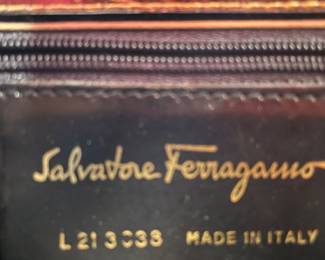 Salvatore Ferragamo
L 21 3038 MADE IN ITALY